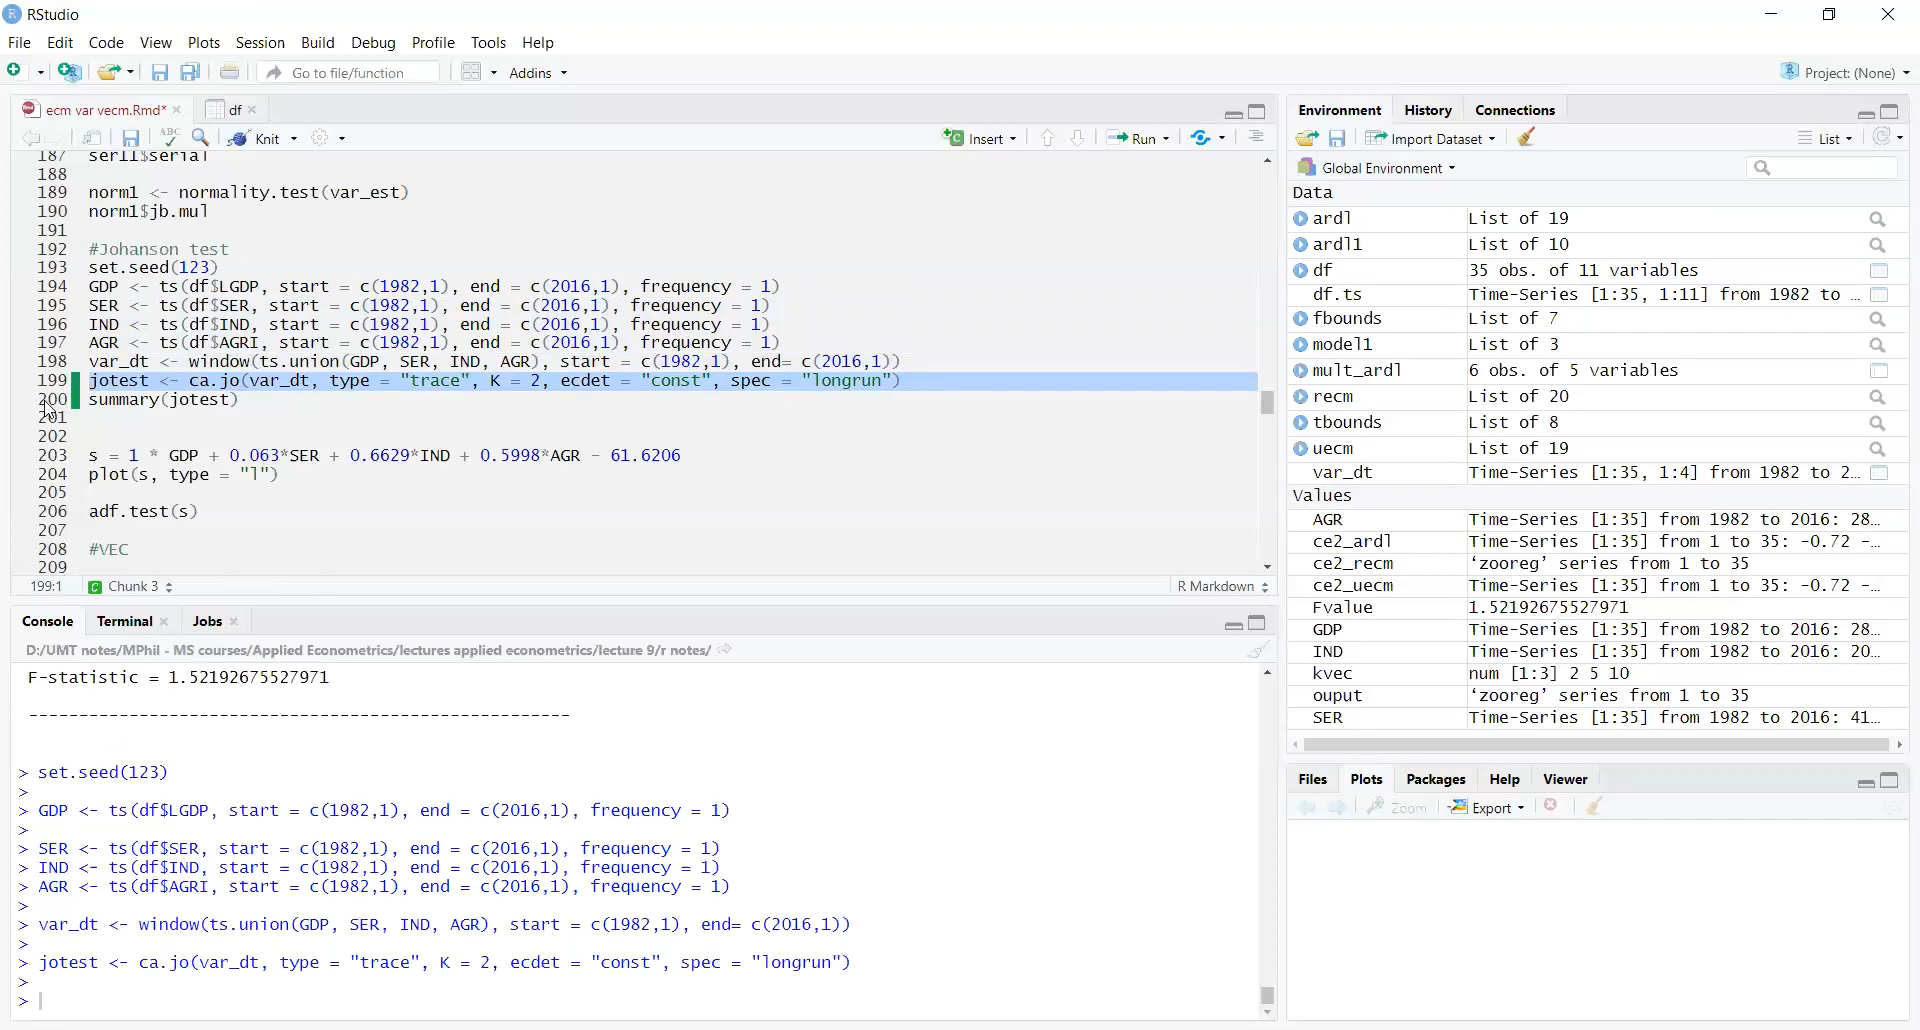 RStudio
File Edit Code View Plots Session Build Debug Profile Tools Help
Go to file/function Addins Project: (None)
ecm var vecm.Rmd* df
ABC Knit Insert Run
187 ser11$serial
188
189 norm1 <- normality.test(var_est)
190 norm1$jb.mul
191
192 #Johanson test
193 set.seed(123)
194 GDP <- ts(df$LGDP, start = c(1982,1), end = c(2016,1), frequency = 1)
195 SER <- ts(df$SER, start = c(1982,1), end = c(2016,1), frequency = 1)
196 IND <- ts(df$IND, start = c(1982,1), end = c(2016,1), frequency = 1)
197 AGR <- ts(df$AGRI, start = c(1982,1), end = c(2016,1), frequency = 1)
198 var_dt <- window(ts.union(GDP, SER, IND, AGR), start = c(1982,1), end= c(2016,1))
199 jotest <- ca.jo(var_dt, type = "trace", K = 2, ecdet = "const", spec = "longrun")
200 summary(jotest)
201
202
203 s = 1 * GDP + 0.063*SER + 0.6629*IND + 0.5998*AGR - 61.6206
204 plot(s, type = "l")
205
206 adf.test(s)
207
208 #VEC
209
199:1 Chunk 3 R Markdown
Console Terminal Jobs
D:/UMT notes/MPhil - MS courses/Applied Econometrics/lectures applied econometrics/lecture 9/r notes/
F-statistic = 1.52192675527971
------------------------------------------------------
> set.seed(123)
>
> GDP <- ts(df$LGDP, start = c(1982,1), end = c(2016,1), frequency = 1)
>
> SER <- ts(df$SER, start = c(1982,1), end = c(2016,1), frequency = 1)
> IND <- ts(df$IND, start = c(1982,1), end = c(2016,1), frequency = 1)
> AGR <- ts(df$AGRI, start = c(1982,1), end = c(2016,1), frequency = 1)
>
> var_dt <- window(ts.union(GDP, SER, IND, AGR), start = c(1982,1), end= c(2016,1))
>
> jotest <- ca.jo(var_dt, type = "trace", K = 2, ecdet = "const", spec = "longrun")
>
>
Environment History Connections
Import Dataset List
Global Environment
Data
ardl List of 19
ardl1 List of 10
df 35 obs. of 11 variables
df.ts Time-Series [1:35, 1:11] from 1982 to …
fbounds List of 7
model1 List of 3
mult_ardl 6 obs. of 5 variables
recm List of 20
tbounds List of 8
uecm List of 19
var_dt Time-Series [1:35, 1:4] from 1982 to 2…
Values
AGR Time-Series [1:35] from 1982 to 2016: 28…
ce2_ardl Time-Series [1:35] from 1 to 35: -0.72 -…
ce2_recm ‘zooreg’ series from 1 to 35
ce2_uecm Time-Series [1:35] from 1 to 35: -0.72 -…
Fvalue 1.52192675527971
GDP Time-Series [1:35] from 1982 to 2016: 28…
IND Time-Series [1:35] from 1982 to 2016: 20…
kvec num [1:3] 2 5 10
ouput ‘zooreg’ series from 1 to 35
SER Time-Series [1:35] from 1982 to 2016: 41…
Files Plots Packages Help Viewer
Zoom Export